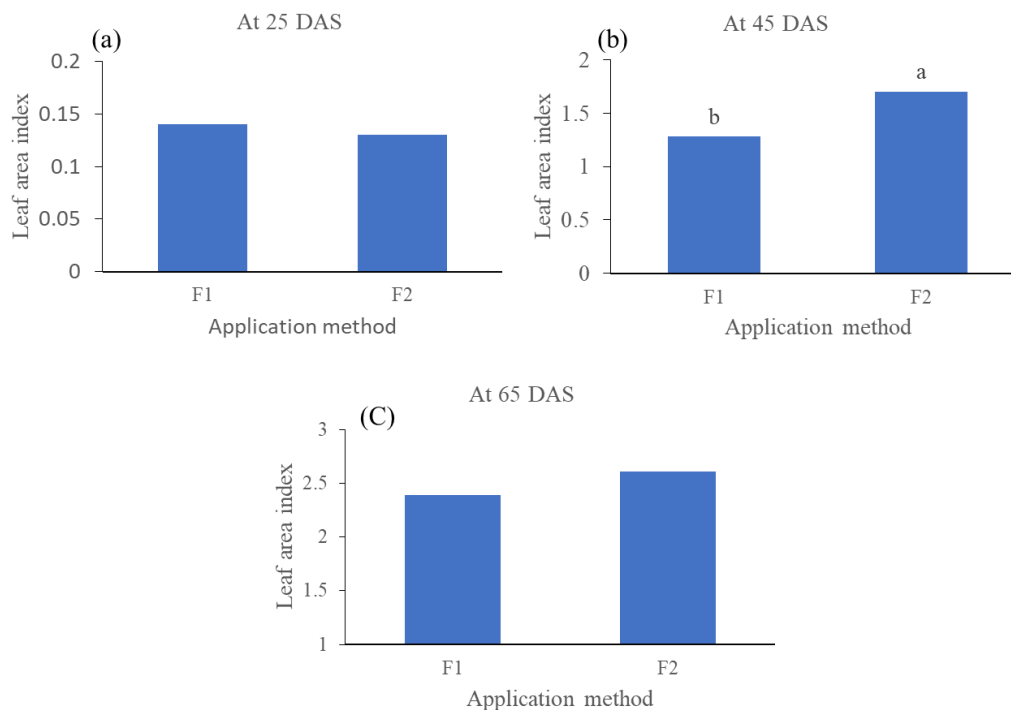 At 25 DAS
(a)
0.2
0.15
0.1
0.05
0
Leaf area index
F1 F2
Application method
At 45 DAS
(b)
2
1.5
1
0.5
0
Leaf area index
b
a
F1 F2
Application method
At 65 DAS
(C)
3
2.5
2
1.5
1
Leaf area index
F1 F2
Application method